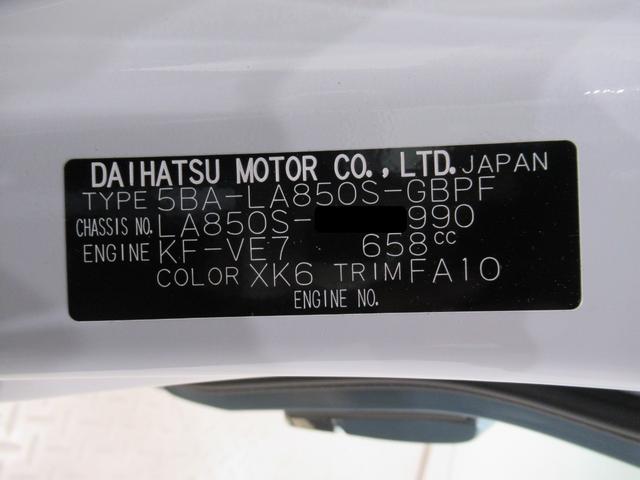 DAIHATSU MOTOR CO.,LTD. JAPAN
TYPE 5BA-LA850S-GBPF
CHASSIS NO. LA850S- 990
ENGINE KF-VE7 658cc
COLOR XK6 TRIM FA10
ENGINE NO.